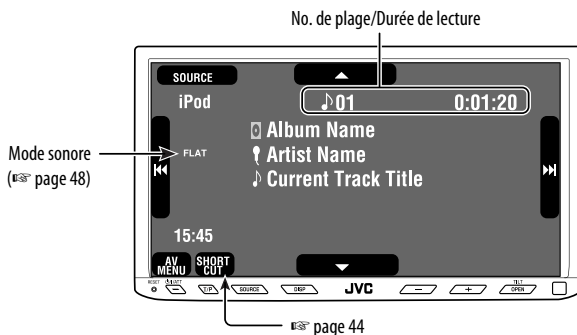 No. de plage/Durée de lecture
SOURCE
iPod
♪01 0:01:20
Album Name
Mode sonore
(☞ page 48)
FLAT
Artist Name
♪ Current Track Title
15:45
AV MENU
SHORT CUT
RESET
/ATT
T/P
SOURCE
DISP
JVC
TILT
OPEN
☞ page 44